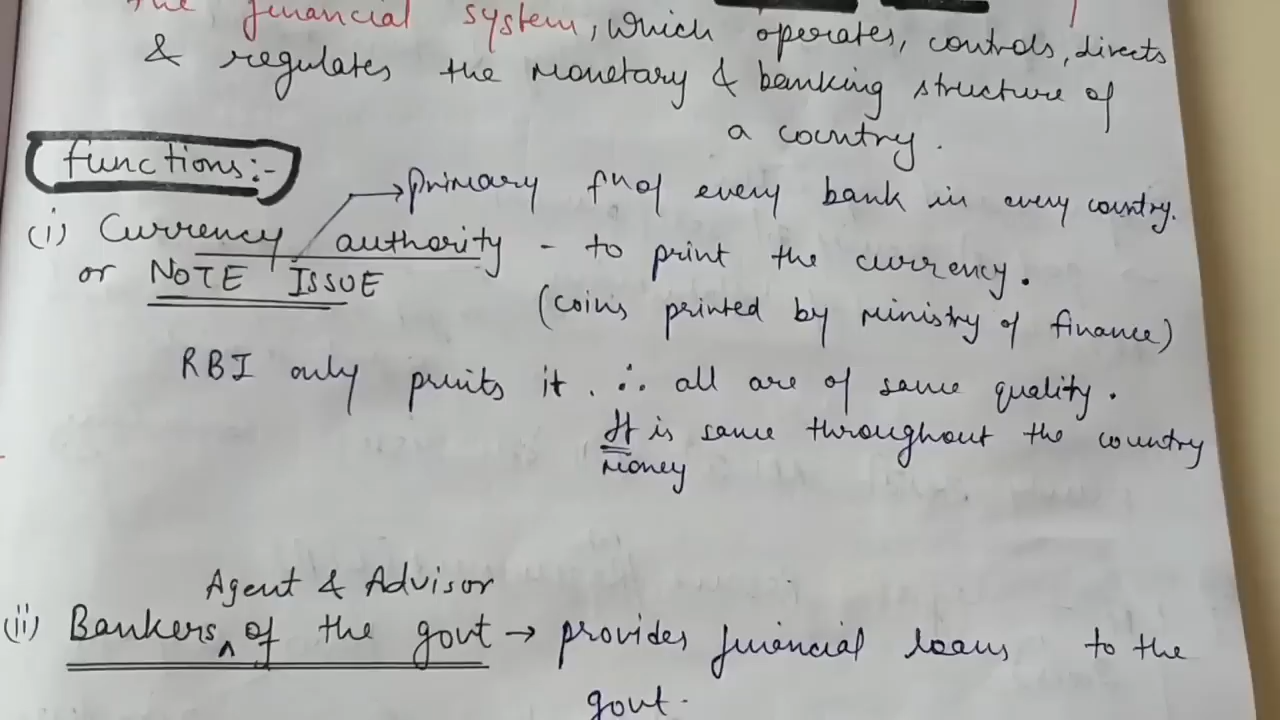 the financial system, which operates, controls, directs
& regulates the monetary & banking structure of
a country.
functions:-
→ primary fn of every bank in every country.
(i) Currency authority - to print the currency.
or NOTE ISSUE
(coins printed by ministry of finance)
RBI only prints it. ∴ all are of same quality.
It is same throughout the country
money
Agent & Advisor
(ii) Bankers ^ of the govt → provides financial loans to the
govt.